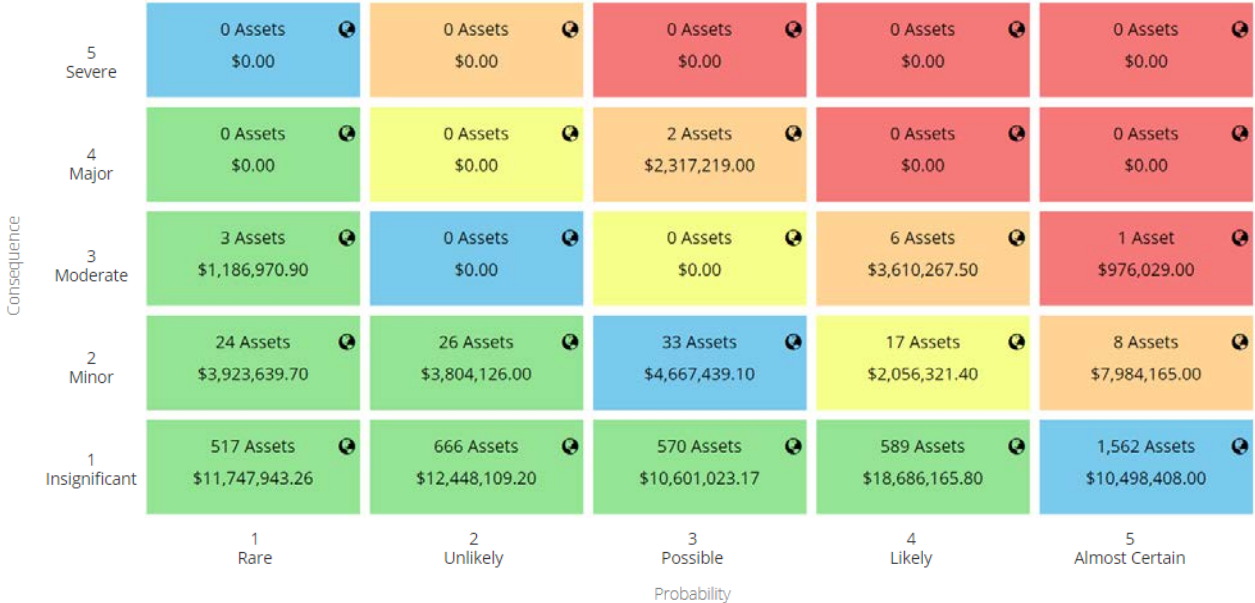 Consequence
5
Severe
0 Assets
$0.00
0 Assets
$0.00
0 Assets
$0.00
0 Assets
$0.00
0 Assets
$0.00
4
Major
0 Assets
$0.00
0 Assets
$0.00
2 Assets
$2,317,219.00
0 Assets
$0.00
0 Assets
$0.00
3
Moderate
3 Assets
$1,186,970.90
0 Assets
$0.00
0 Assets
$0.00
6 Assets
$3,610,267.50
1 Asset
$976,029.00
2
Minor
24 Assets
$3,923,639.70
26 Assets
$3,804,126.00
33 Assets
$4,667,439.10
17 Assets
$2,056,321.40
8 Assets
$7,984,165.00
1
Insignificant
517 Assets
$11,747,943.26
666 Assets
$12,448,109.20
570 Assets
$10,601,023.17
589 Assets
$18,686,165.80
1,562 Assets
$10,498,408.00
1
Rare
2
Unlikely
3
Possible
4
Likely
5
Almost Certain
Probability